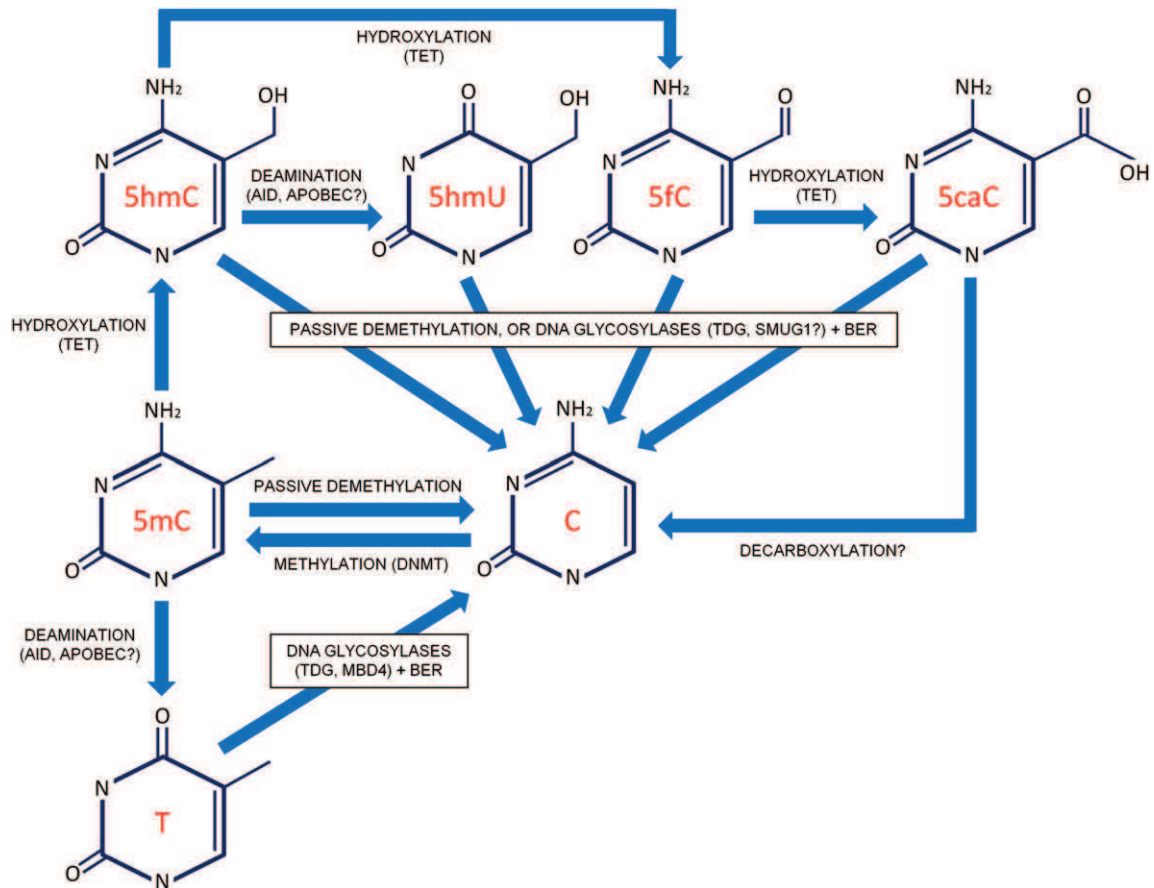 HYDROXYLATION
(TET)
NH2
OH
O
OH
NH2
O
NH2
O
OH
N
5hmC
O
N
DEAMINATION
(AID, APOBEC?)
N
5hmU
O
N
N
5fC
O
N
HYDROXYLATION
(TET)
N
5caC
O
N
HYDROXYLATION
(TET)
PASSIVE DEMETHYLATION, OR DNA GLYCOSYLASES (TDG, SMUG1?) + BER
NH2
N
5mC
O
N
PASSIVE DEMETHYLATION
METHYLATION (DNMT)
NH2
N
C
O
N
DECARBOXYLATION?
DEAMINATION
(AID, APOBEC?)
DNA GLYCOSYLASES
(TDG, MBD4) + BER
O
N
T
O
N